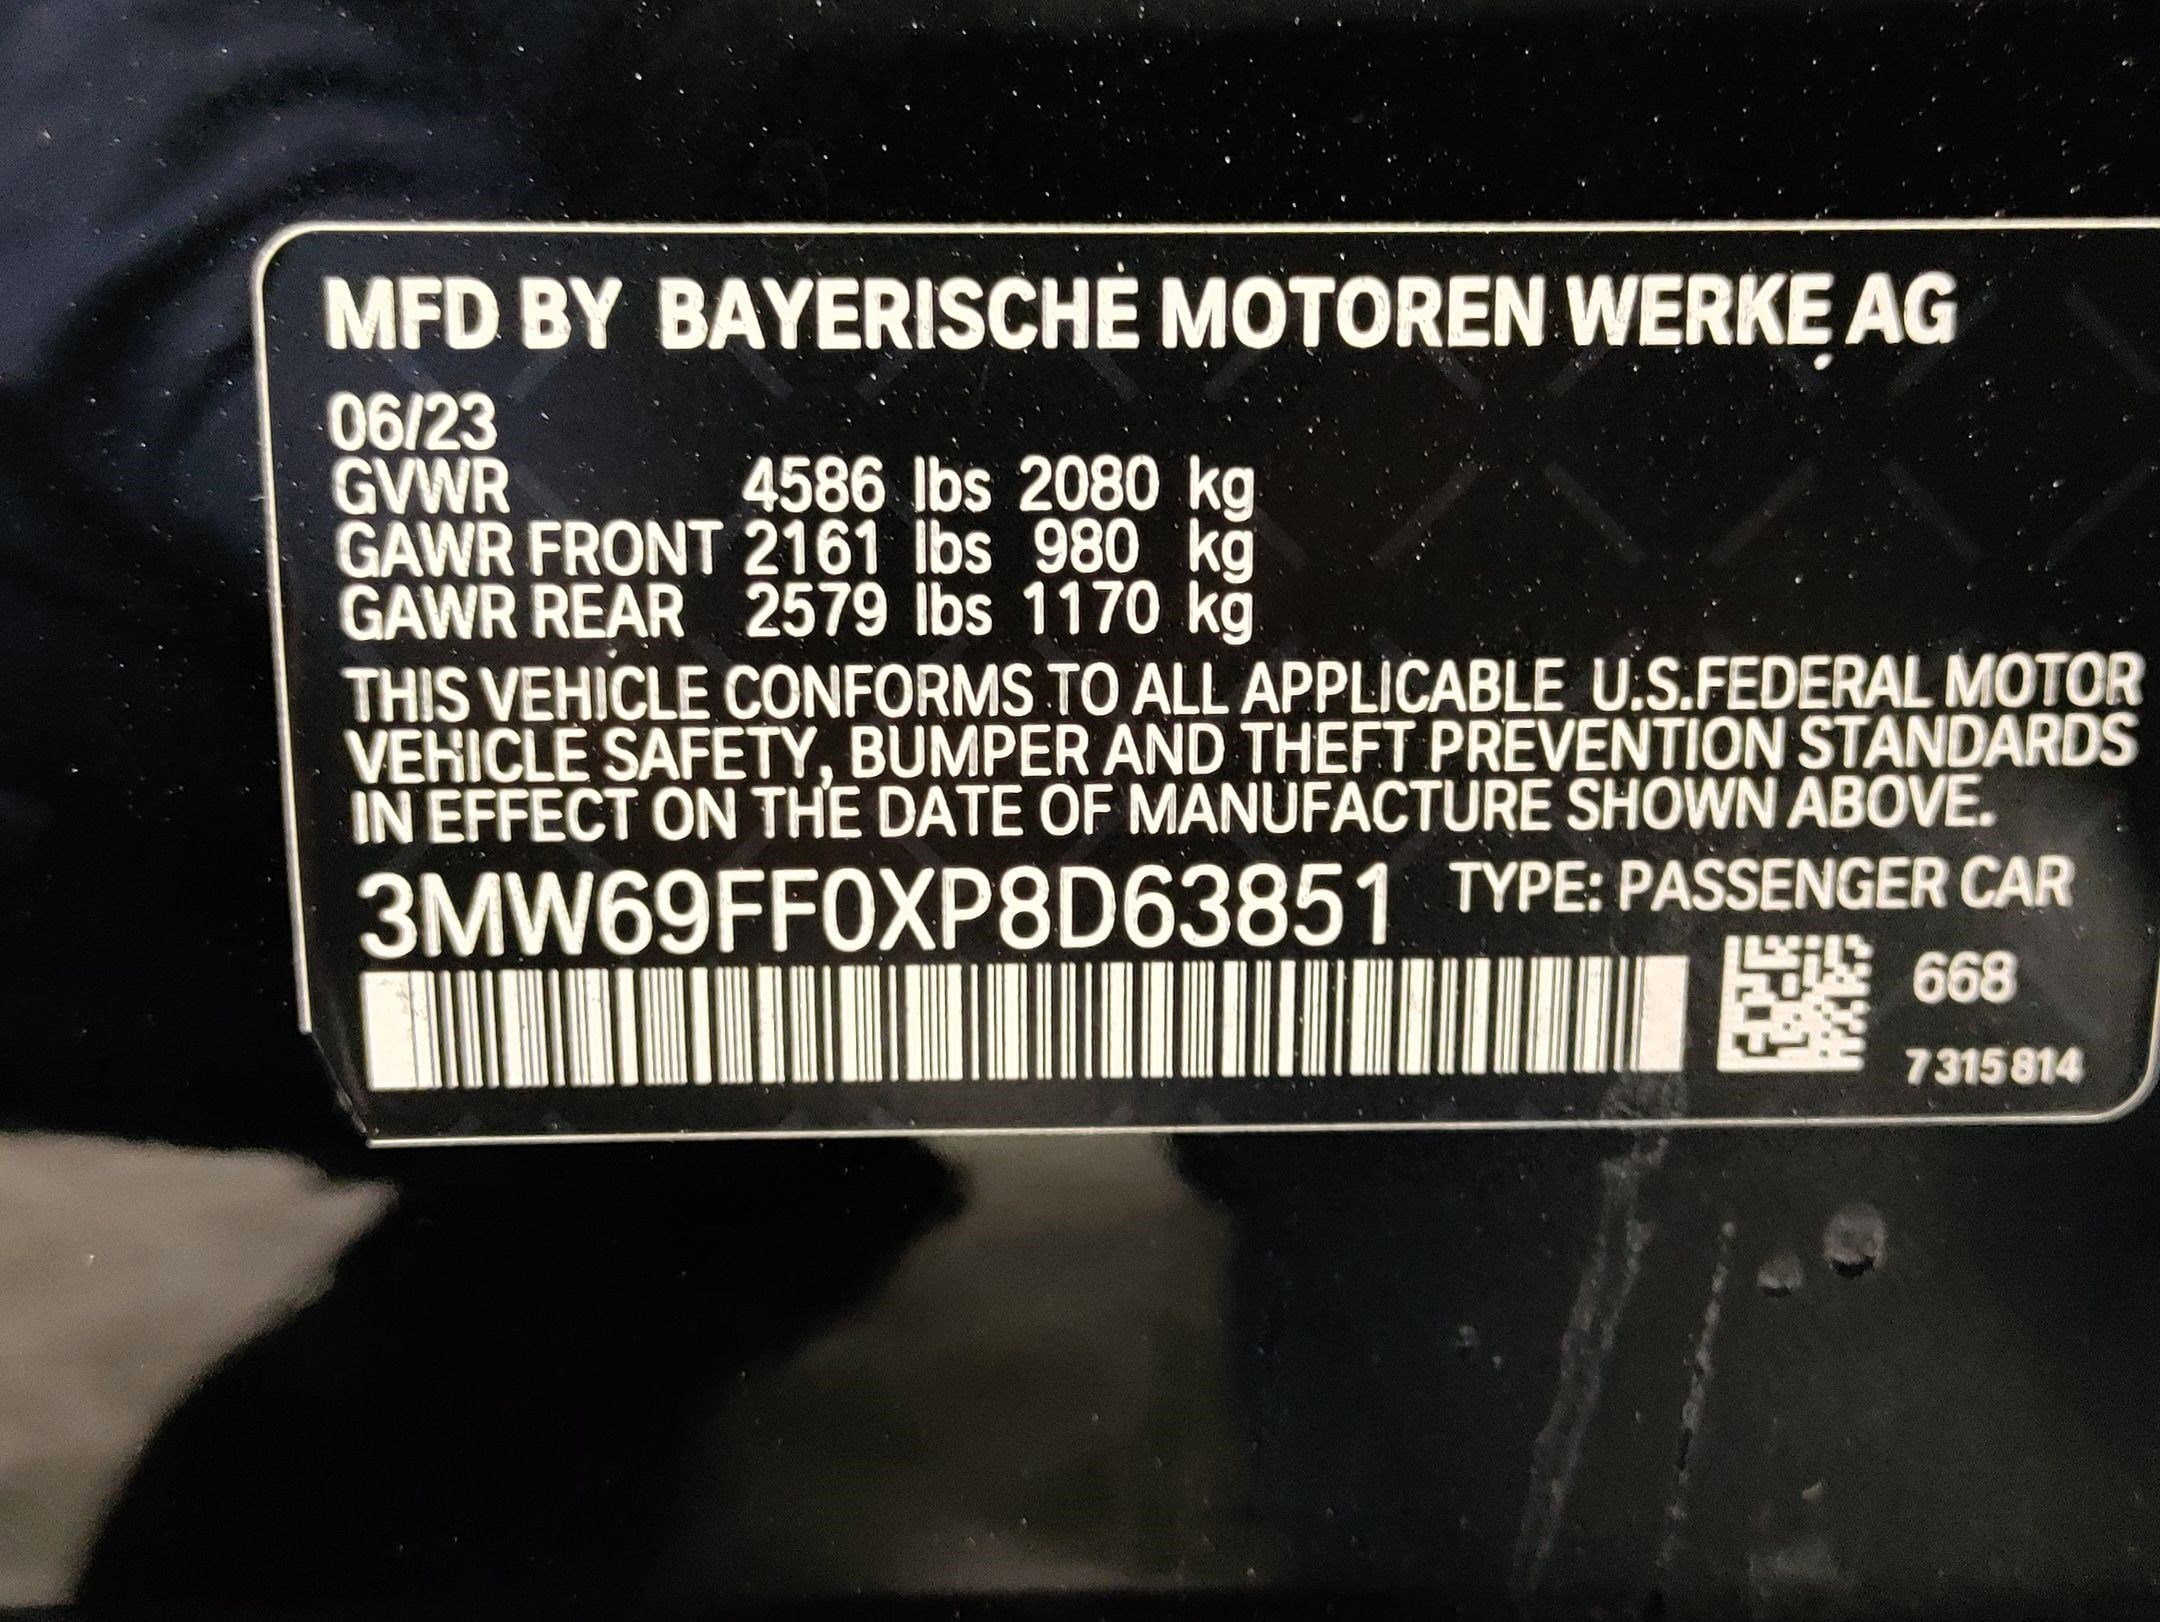 MFD BY BAYERISCHE MOTOREN WERKE AG
06/23
GVWR 4586 lbs 2080 kg
GAWR FRONT 2161 lbs 980 kg
GAWR REAR 2579 lbs 1170 kg
THIS VEHICLE CONFORMS TO ALL APPLICABLE U.S.FEDERAL MOTOR
VEHICLE SAFETY, BUMPER AND THEFT PREVENTION STANDARDS
IN EFFECT ON THE DATE OF MANUFACTURE SHOWN ABOVE.
3MW69FF0XP8D63851 TYPE: PASSENGER CAR
668
7 315 814